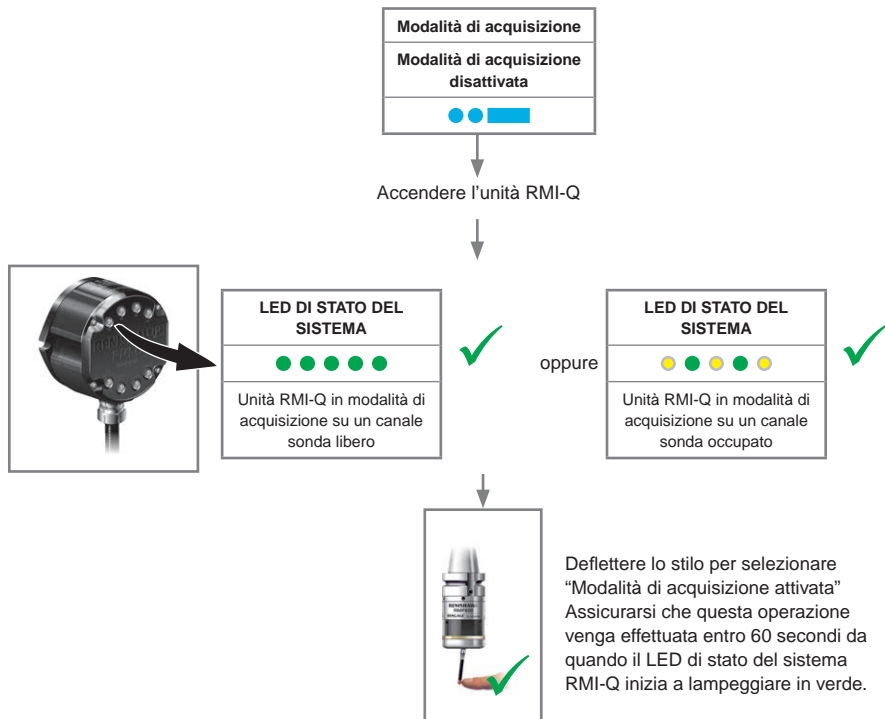 Modalità di acquisizione
Modalità di acquisizione
disattivata
Accendere l'unità RMI-Q
LED DI STATO DEL
SISTEMA
Unità RMI-Q in modalità di
acquisizione su un canale
sonda libero
oppure
LED DI STATO DEL
SISTEMA
Unità RMI-Q in modalità di
acquisizione su un canale
sonda occupato
RENISHAW
Deflettere lo stilo per selezionare
“Modalità di acquisizione attivata”
Assicurarsi che questa operazione
venga effettuata entro 60 secondi da
quando il LED di stato del sistema
RMI-Q inizia a lampeggiare in verde.